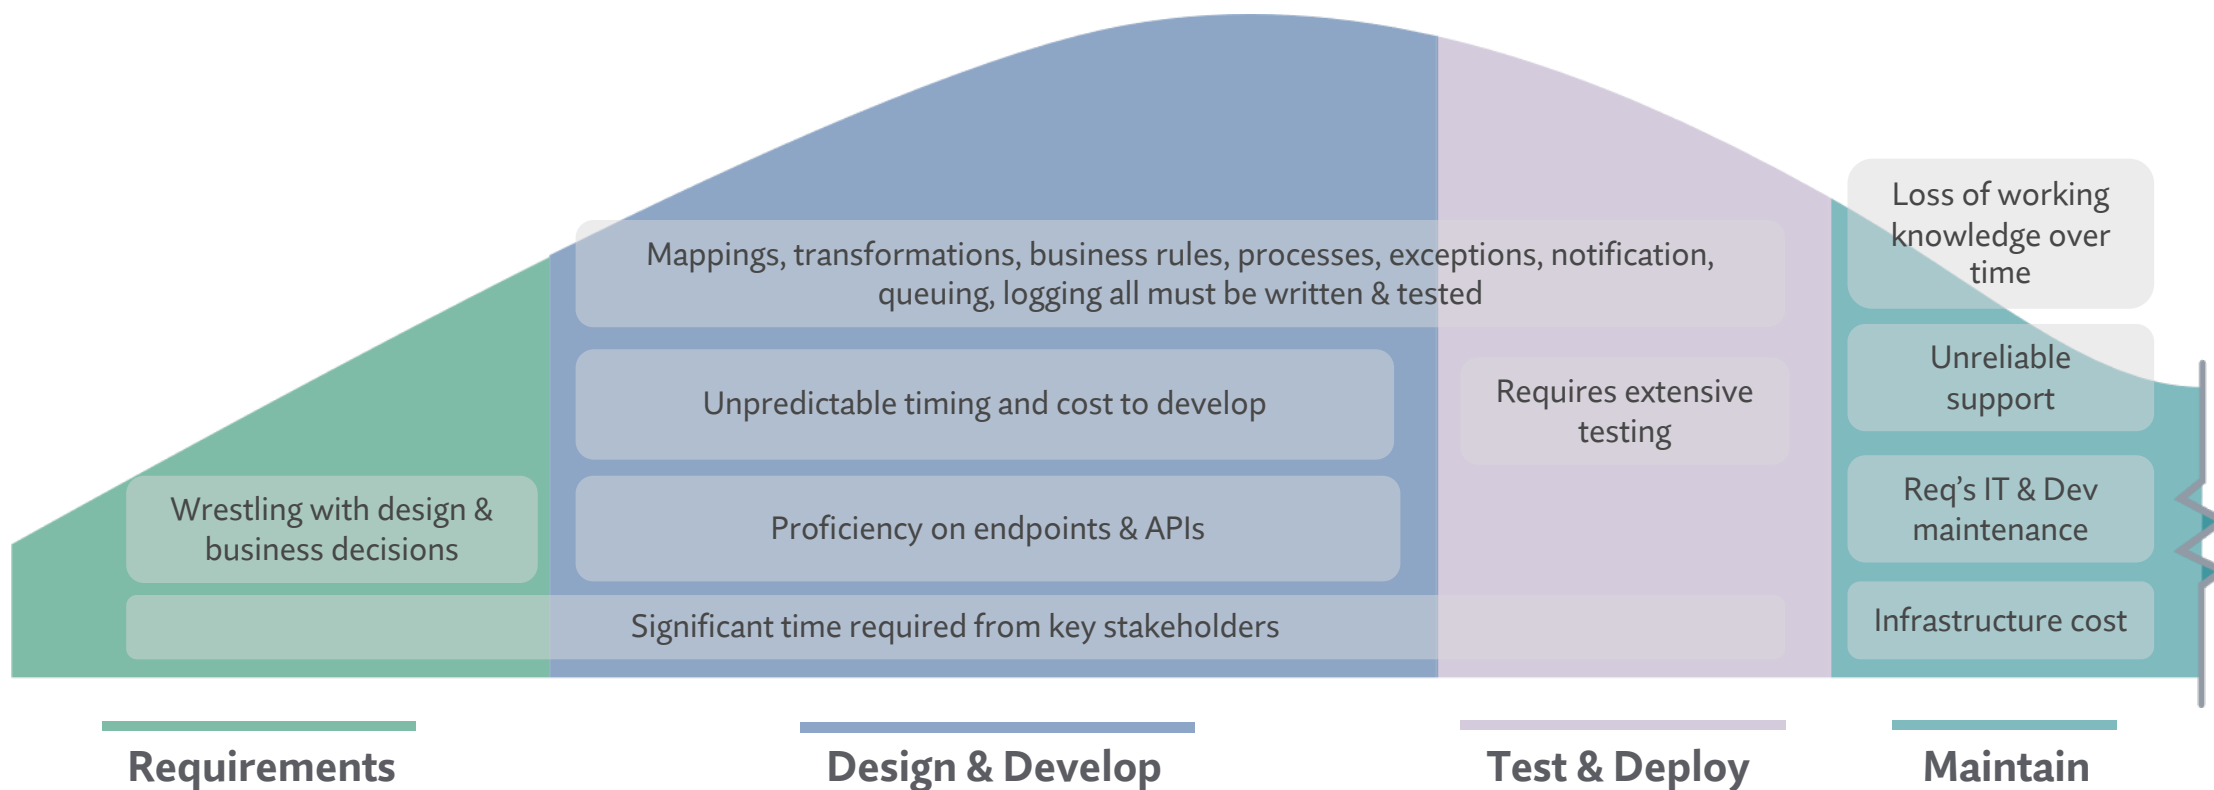 Loss of working
knowledge over
time
Mappings, transformations, business rules, processes, exceptions, notification,
queuing, logging all must be written & tested
Unreliable
support
Unpredictable timing and cost to develop
Requires extensive
testing
Wrestling with design &
business decisions
Proficiency on endpoints & APIs
Req’s IT & Dev
maintenance
Significant time required from key stakeholders
Infrastructure cost
Requirements
Design & Develop
Test & Deploy
Maintain